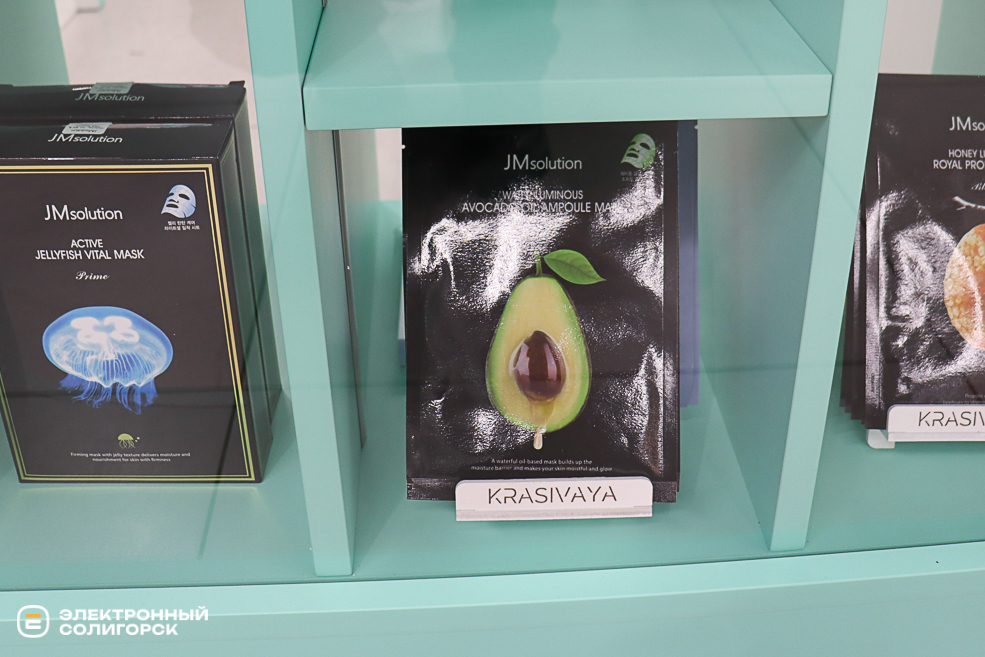 JMsolution
JMsolution
JMsolution
ACTIVE
JELLYFISH VITAL MASK
Prime
Firming mask with jelly texture delivers moisture and
nourishment for skin with firmness
JMsolution
WATER LUMINOUS
AVOCADO OIL AMPOULE MA
A waterful oil-based mask builds up the
moisture barrier and makes your skin moistful and glow
KRASIVAYA
JMso
HONEY LU
ROYAL PRO
KRASIV
ЭЛЕКТРОННЫЙ
СОЛИГОРСК